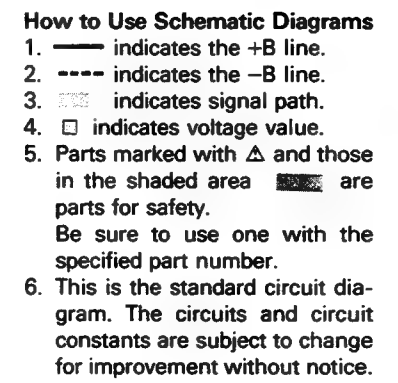 How to Use Schematic Diagrams
1. ——— indicates the +B line.
2. ---- indicates the −B line.
3. indicates signal path.
4. □ indicates voltage value.
5. Parts marked with ⚠ and those
in the shaded area are
parts for safety.
Be sure to use one with the
specified part number.
6. This is the standard circuit dia-
gram. The circuits and circuit
constants are subject to change
for improvement without notice.